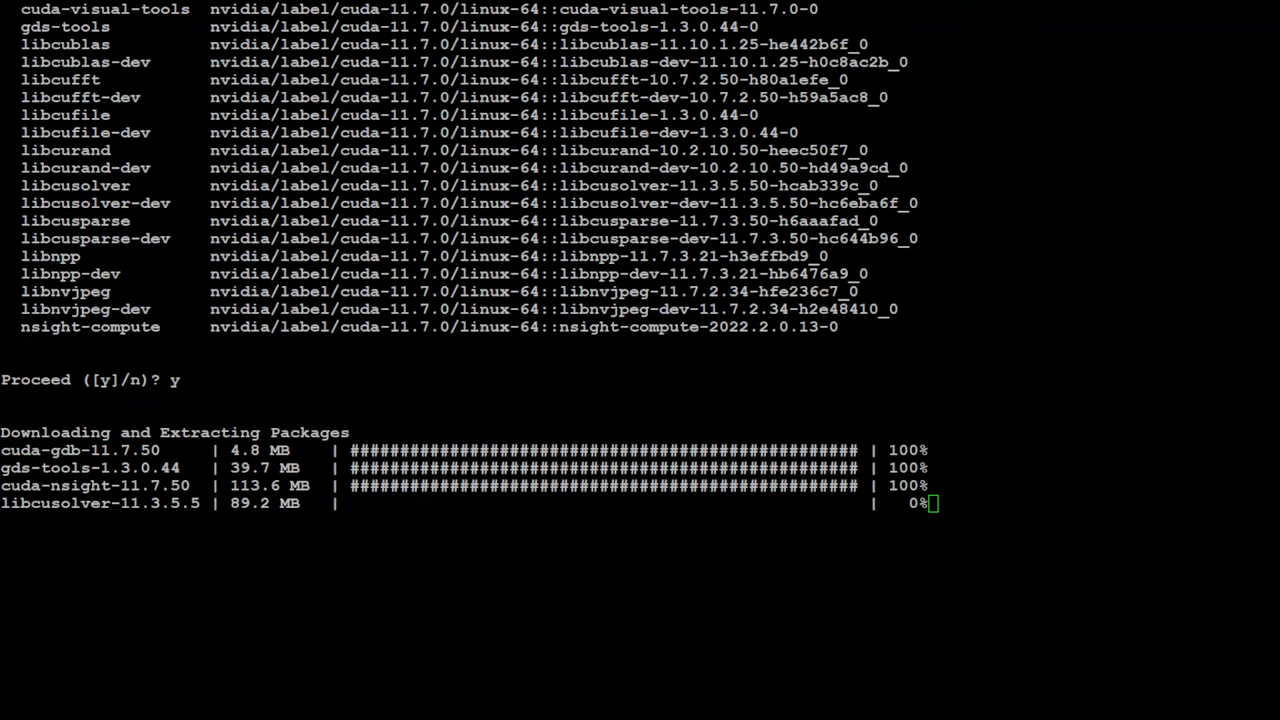 cuda-visual-tools nvidia/label/cuda-11.7.0/linux-64::cuda-visual-tools-11.7.0-0
gds-tools nvidia/label/cuda-11.7.0/linux-64::gds-tools-1.3.0.44-0
libcublas nvidia/label/cuda-11.7.0/linux-64::libcublas-11.10.1.25-he442b6f_0
libcublas-dev nvidia/label/cuda-11.7.0/linux-64::libcublas-dev-11.10.1.25-h0c8ac2b_0
libcufft nvidia/label/cuda-11.7.0/linux-64::libcufft-10.7.2.50-h80a1efe_0
libcufft-dev nvidia/label/cuda-11.7.0/linux-64::libcufft-dev-10.7.2.50-h59a5ac8_0
libcufile nvidia/label/cuda-11.7.0/linux-64::libcufile-1.3.0.44-0
libcufile-dev nvidia/label/cuda-11.7.0/linux-64::libcufile-dev-1.3.0.44-0
libcurand nvidia/label/cuda-11.7.0/linux-64::libcurand-10.2.10.50-heec50f7_0
libcurand-dev nvidia/label/cuda-11.7.0/linux-64::libcurand-dev-10.2.10.50-hd49a9cd_0
libcusolver nvidia/label/cuda-11.7.0/linux-64::libcusolver-11.3.5.50-hcab339c_0
libcusolver-dev nvidia/label/cuda-11.7.0/linux-64::libcusolver-dev-11.3.5.50-hc6eba6f_0
libcusparse nvidia/label/cuda-11.7.0/linux-64::libcusparse-11.7.3.50-h6aaafad_0
libcusparse-dev nvidia/label/cuda-11.7.0/linux-64::libcusparse-dev-11.7.3.50-hc644b96_0
libnpp nvidia/label/cuda-11.7.0/linux-64::libnpp-11.7.3.21-h3effbd9_0
libnpp-dev nvidia/label/cuda-11.7.0/linux-64::libnpp-dev-11.7.3.21-hb6476a9_0
libnvjpeg nvidia/label/cuda-11.7.0/linux-64::libnvjpeg-11.7.2.34-hfe236c7_0
libnvjpeg-dev nvidia/label/cuda-11.7.0/linux-64::libnvjpeg-dev-11.7.2.34-h2e48410_0
nsight-compute nvidia/label/cuda-11.7.0/linux-64::nsight-compute-2022.2.0.13-0
Proceed ([y]/n)? y
Downloading and Extracting Packages
cuda-gdb-11.7.50 | 4.8 MB | ################################################### | 100%
gds-tools-1.3.0.44 | 39.7 MB | ################################################### | 100%
cuda-nsight-11.7.50 | 113.6 MB | ################################################### | 100%
libcusolver-11.3.5.5 | 89.2 MB | | 0%